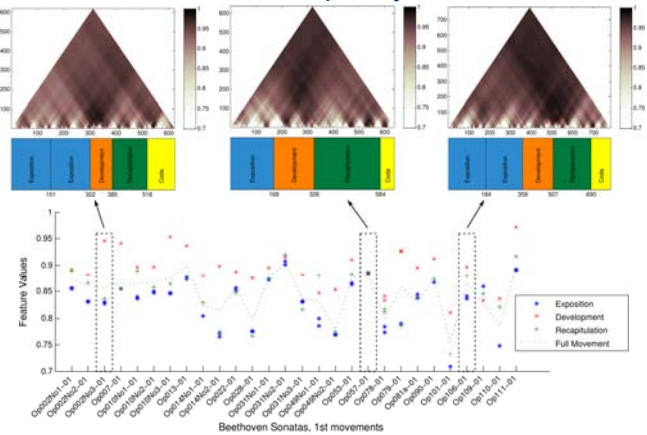 600
500
400
300
200
100
100 200 300 400 500 600
1
0.95
0.9
0.85
0.8
0.75
0.7
600
500
400
300
200
100
100 200 300 400 500 600
1
0.95
0.9
0.85
0.8
0.75
0.7
700
600
500
400
300
200
100
100 200 300 400 500 600 700
1
0.95
0.9
0.85
0.8
0.75
0.7
Exposition
Exposition
Development
Recapitulation
Coda
151 302 385 518
Exposition
Development
Recapitulation
Coda
168 326 584
Exposition
Exposition
Development
Recapitulation
Coda
184 359 507 693
Feature Values
0.95
0.9
0.85
0.8
0.75
0.7
Exposition
Development
Recapitulation
Full Movement
Op002No1-01
Op002No2-01
Op002No3-01
Op007-01
Op010No1-01
Op010No2-01
Op010No3-01
Op013-01
Op014No1-01
Op014No2-01
Op022-01
Op028-01
Op031No1-01
Op031No2-01
Op031No3-01
Op049No1-01
Op049No2-01
Op053-01
Op057-01
Op078-01
Op079-01
Op081a-01
Op090-01
Op101-01
Op106-01
Op109-01
Op110-01
Op111-01
Beethoven Sonatas, 1st movements